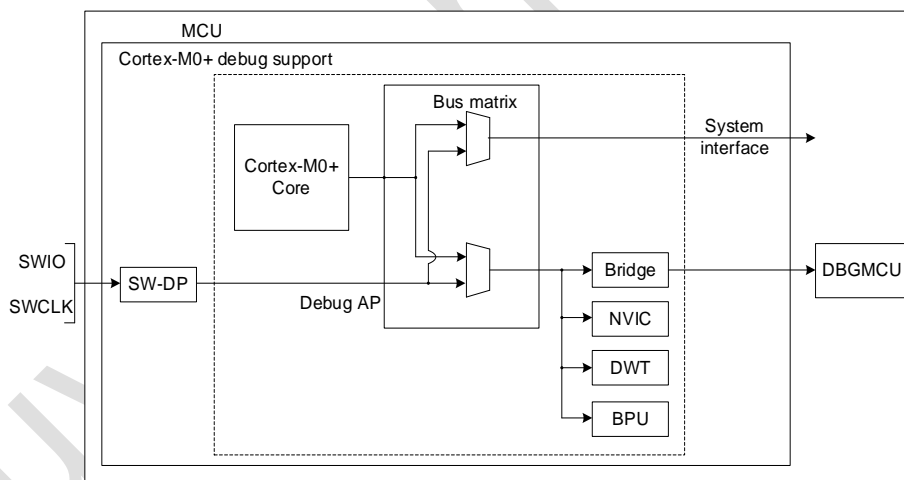 MCU
Cortex-M0+ debug support
Bus matrix
Cortex-M0+
Core
System
interface
SWIO
SWCLK
SW-DP
Debug AP
Bridge
DBGMCU
NVIC
DWT
BPU